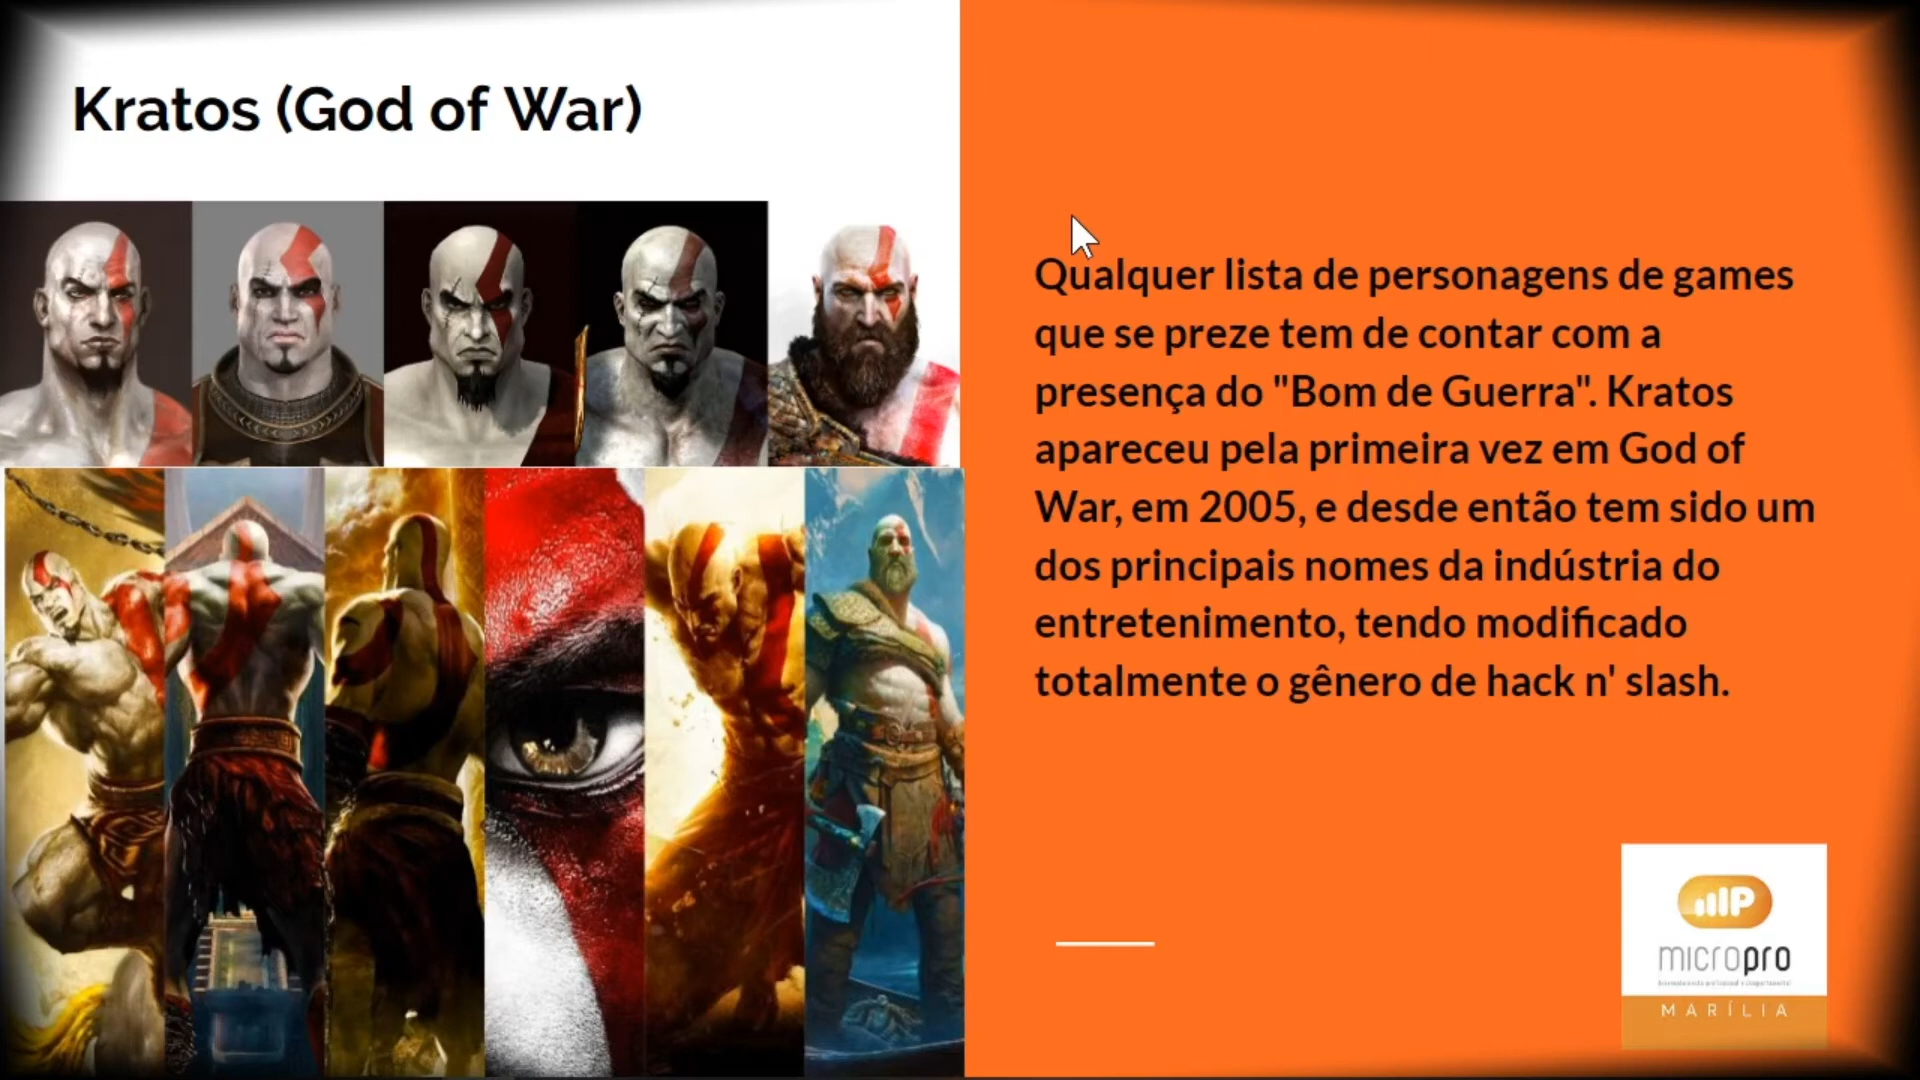 Kratos (God of War)
Qualquer lista de personagens de games
que se preze tem de contar com a
presença do "Bom de Guerra". Kratos
apareceu pela primeira vez em God of
War, em 2005, e desde então tem sido um
dos principais nomes da indústria do
entretenimento, tendo modificado
totalmente o gênero de hack n' slash.
micropro
MARÍLIA